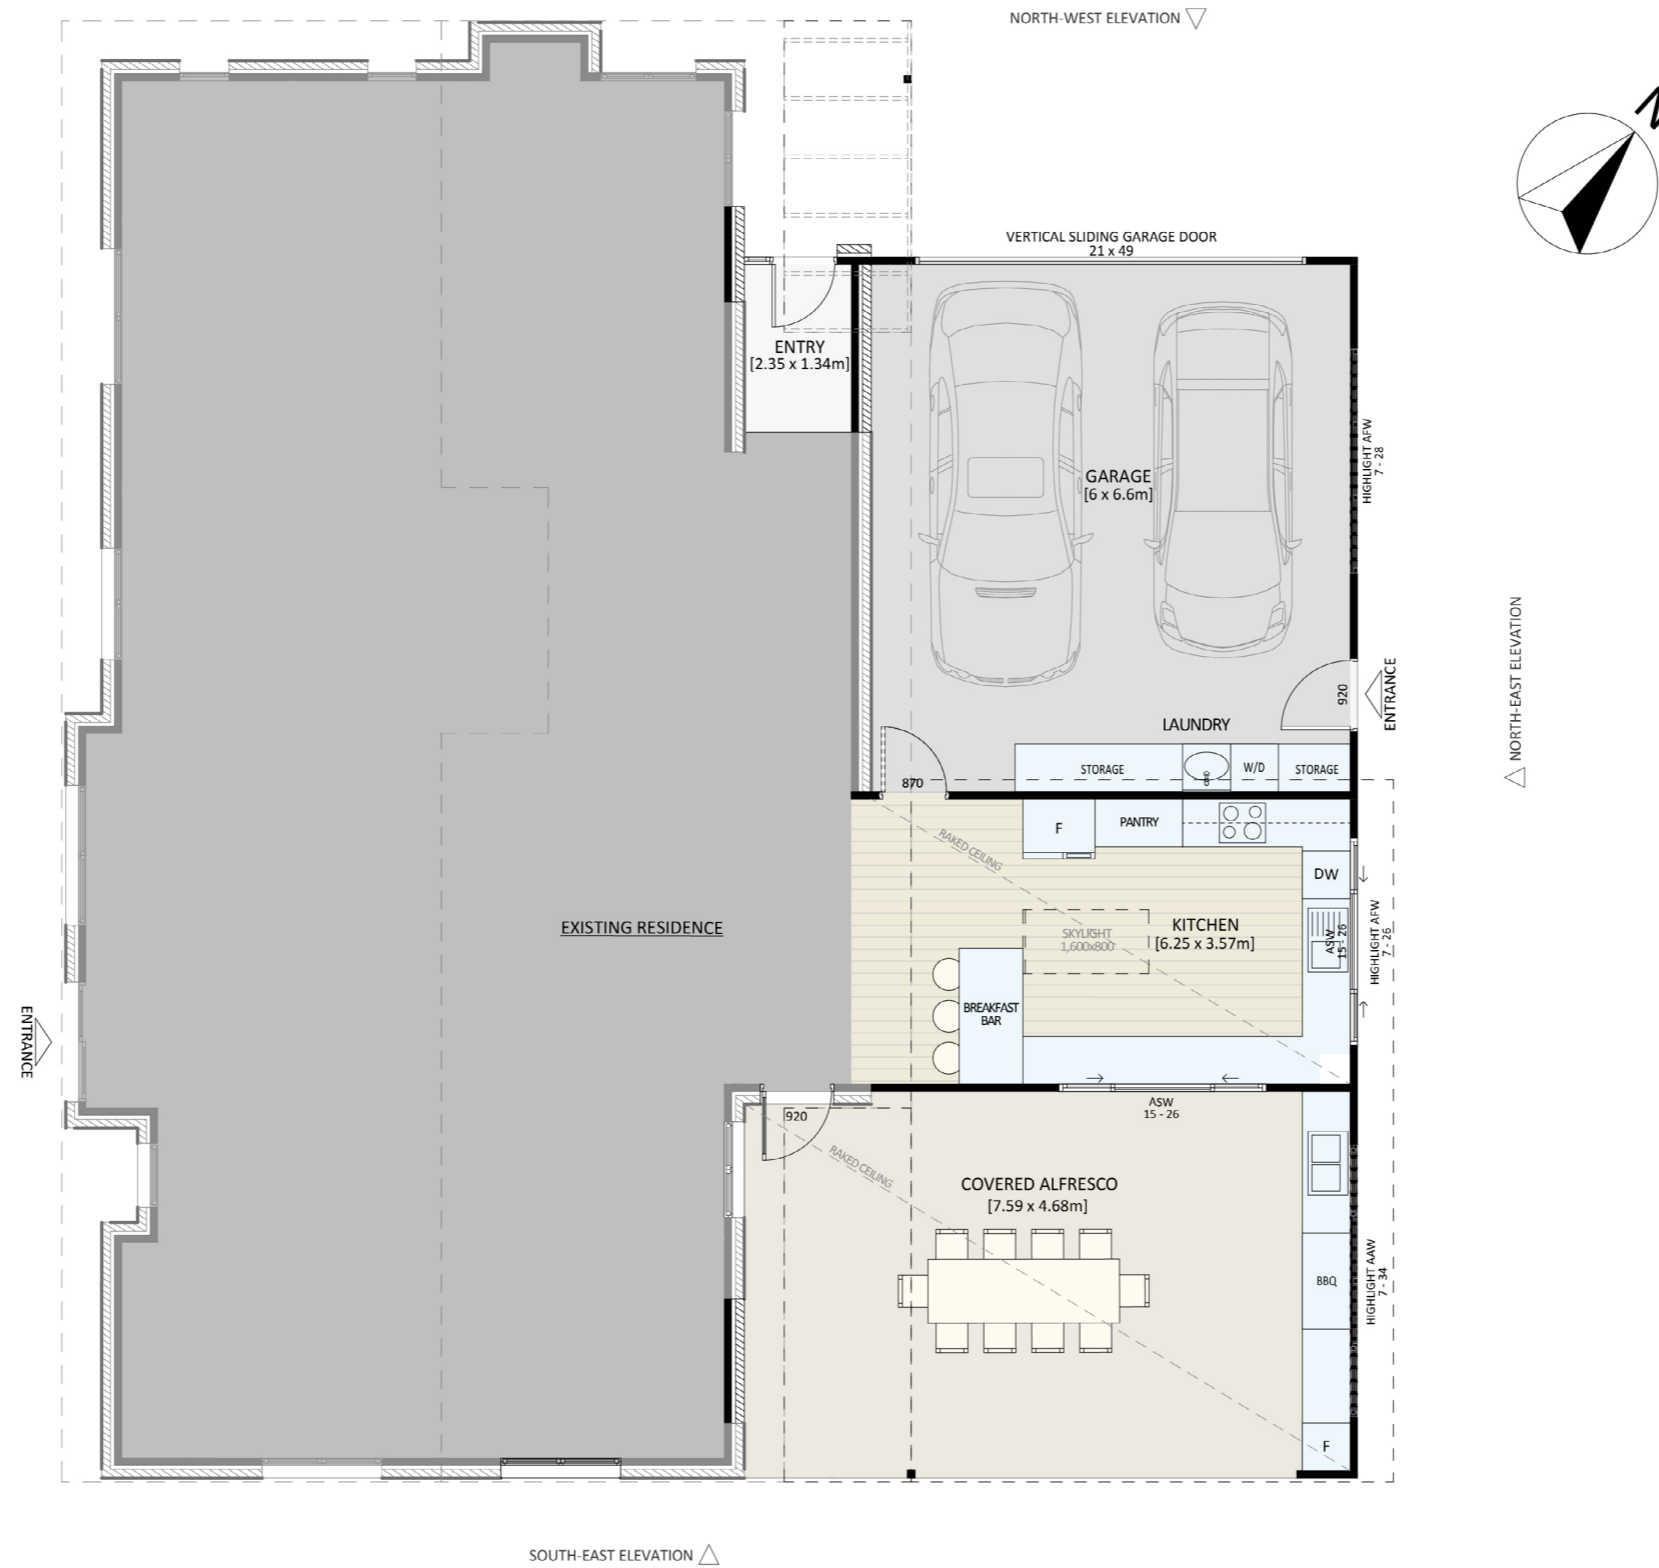 NORTH-WEST ELEVATION
N
VERTICAL SLIDING GARAGE DOOR
21 x 49
ENTRY
[2.35 x 1.34m]
GARAGE
[6 x 6.6m]
HIGHLIGHT AFW
7 - 28
920
ENTRANCE
NORTH-EAST ELEVATION
LAUNDRY
STORAGE
W/D
STORAGE
870
RAKED CEILING
F
PANTRY
DW
EXISTING RESIDENCE
SKYLIGHT
1,600x800
KITCHEN
[6.25 x 3.57m]
ASW
15 - 26
HIGHLIGHT AFW
7 - 26
BREAKFAST
BAR
ENTRANCE
920
ASW
15 - 26
RAKED CEILING
COVERED ALFRESCO
[7.59 x 4.68m]
BBQ
HIGHLIGHT AAW
7 - 34
F
SOUTH-EAST ELEVATION